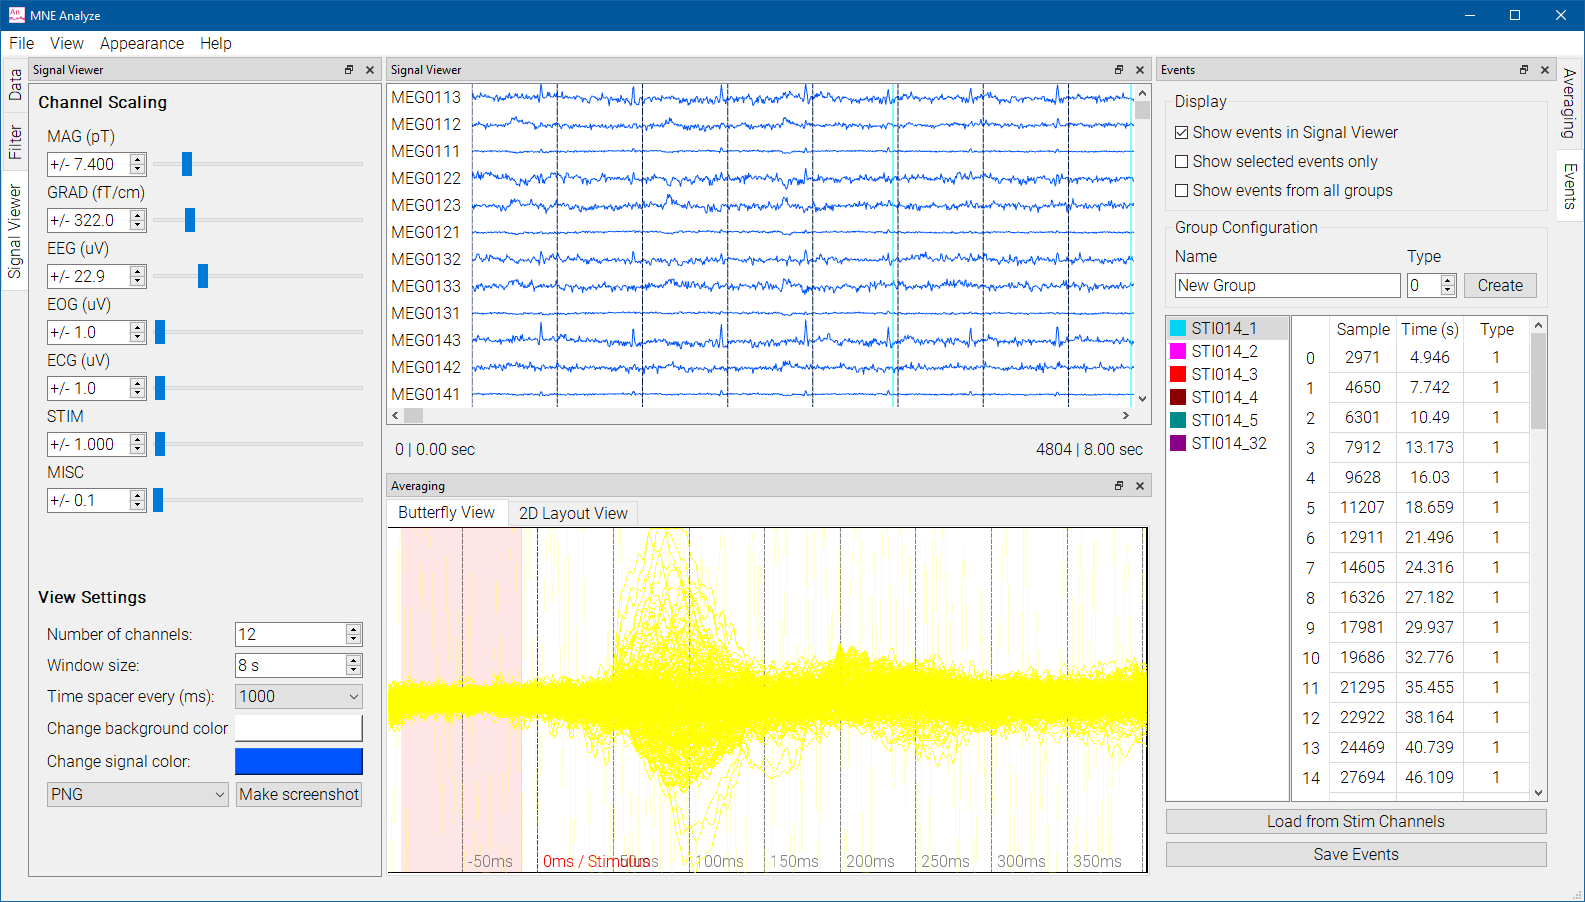 MNE Analyze
File View Appearance Help
Data
Filter
Signal Viewer
Signal Viewer
Channel Scaling
MAG (pT)
+/- 7.400
GRAD (fT/cm)
+/- 322.0
EEG (uV)
+/- 22.9
EOG (uV)
+/- 1.0
ECG (uV)
+/- 1.0
STIM
+/- 1.000
MISC
+/- 0.1
View Settings
Number of channels: 12
Window size: 8 s
Time spacer every (ms): 1000
Change background color
Change signal color:
PNG Make screenshot
Signal Viewer
MEG0113
MEG0112
MEG0111
MEG0122
MEG0123
MEG0121
MEG0132
MEG0133
MEG0131
MEG0143
MEG0142
MEG0141
0 | 0.00 sec 4804 | 8.00 sec
Averaging
Butterfly View 2D Layout View
-50ms 0ms / Stimulus 50ms 100ms 150ms 200ms 250ms 300ms 350ms
Events
Display
Show events in Signal Viewer
Show selected events only
Show events from all groups
Group Configuration
Name Type
New Group 0 Create
STI014_1
STI014_2
STI014_3
STI014_4
STI014_5
STI014_32
Sample Time (s) Type
0 2971 4.946 1
1 4650 7.742 1
2 6301 10.49 1
3 7912 13.173 1
4 9628 16.03 1
5 11207 18.659 1
6 12911 21.496 1
7 14605 24.316 1
8 16326 27.182 1
9 17981 29.937 1
10 19686 32.776 1
11 21295 35.455 1
12 22922 38.164 1
13 24469 40.739 1
14 27694 46.109 1
Load from Stim Channels
Save Events
Averaging
Events